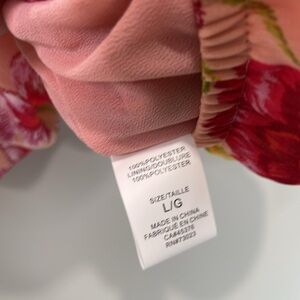 100%POLYESTER
LINING/DOUBLURE
100%POLYESTER
SIZE/TAILLE
L/G
MADE IN CHINA
FABRIQUÉ EN CHINE
CA#45376
RN#73023